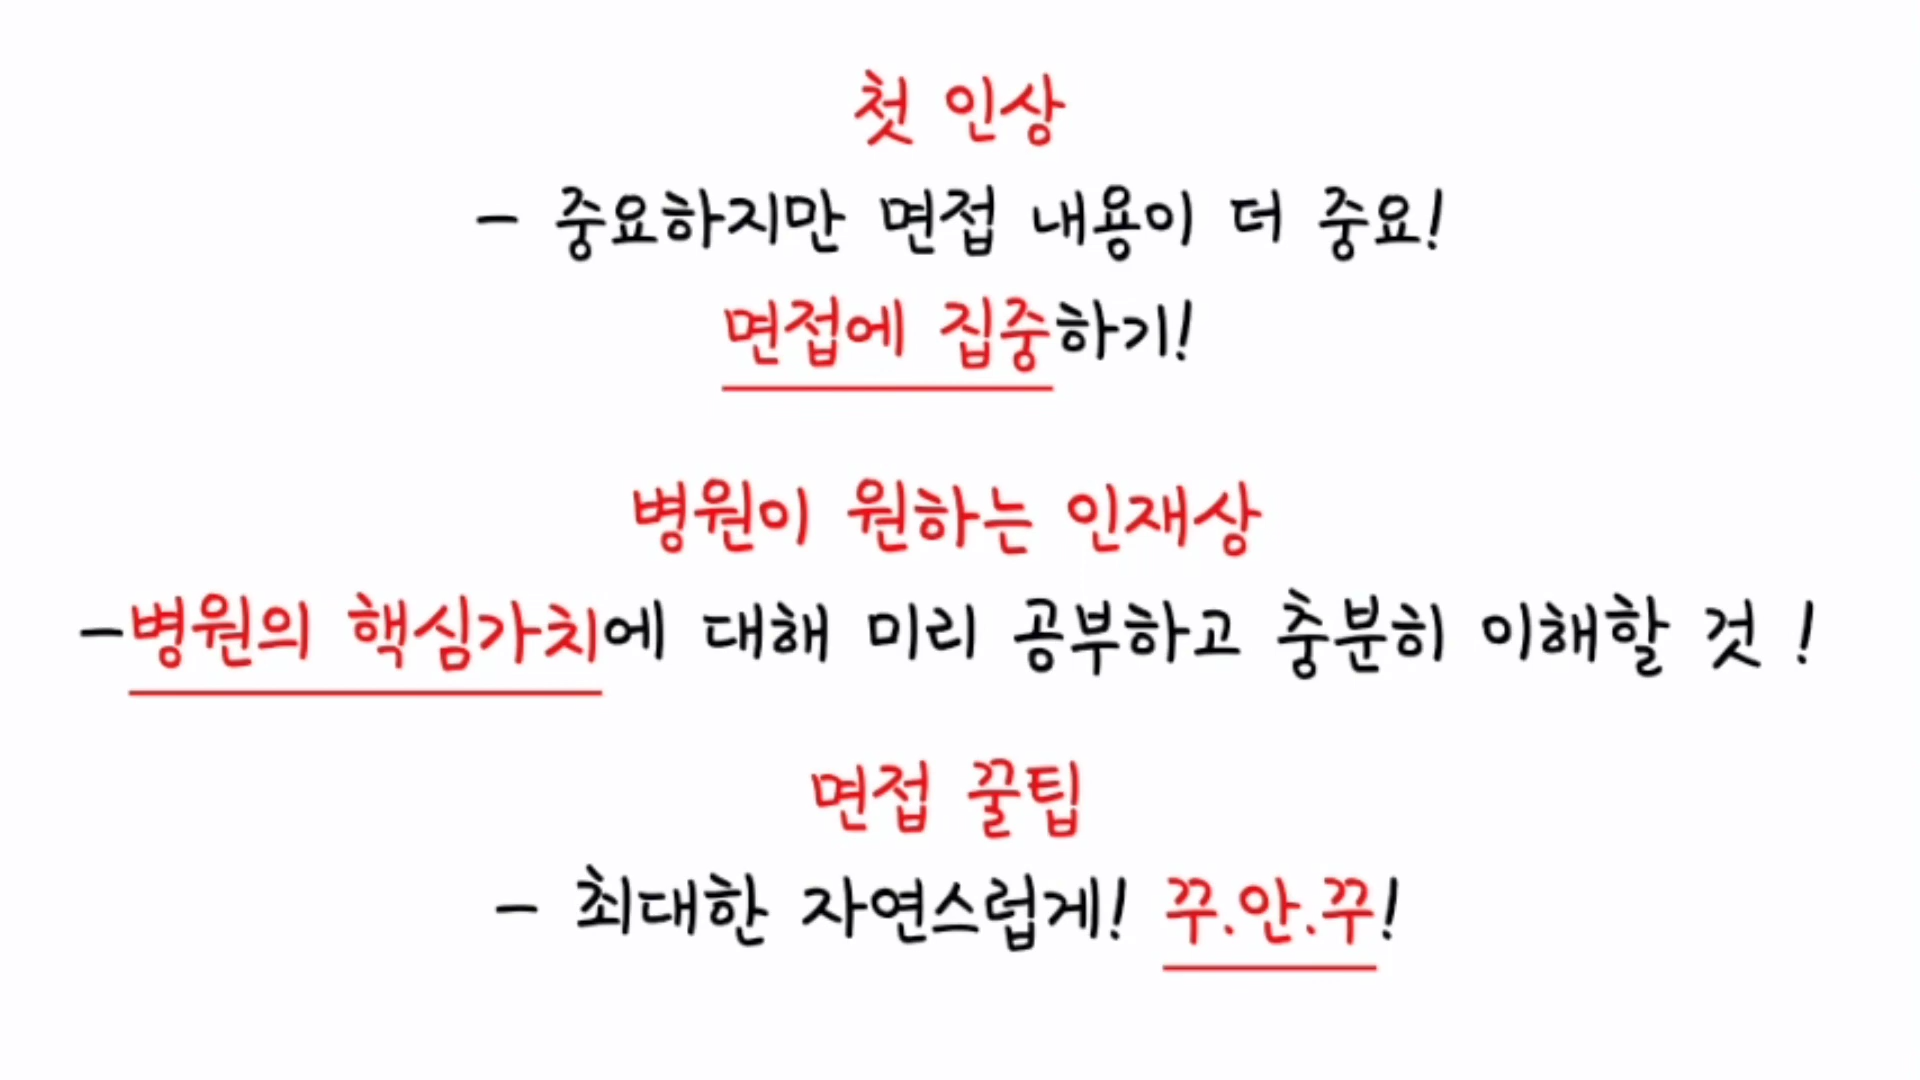 첫 인상
- 중요하지만 면접 내용이 더 중요!
면접에 집중하기!
병원이 원하는 인재상
-병원의 핵심가치에 대해 미리 공부하고 충분히 이해할 것 !
면접 꿀팁
- 최대한 자연스럽게! 꾸.안.꾸!